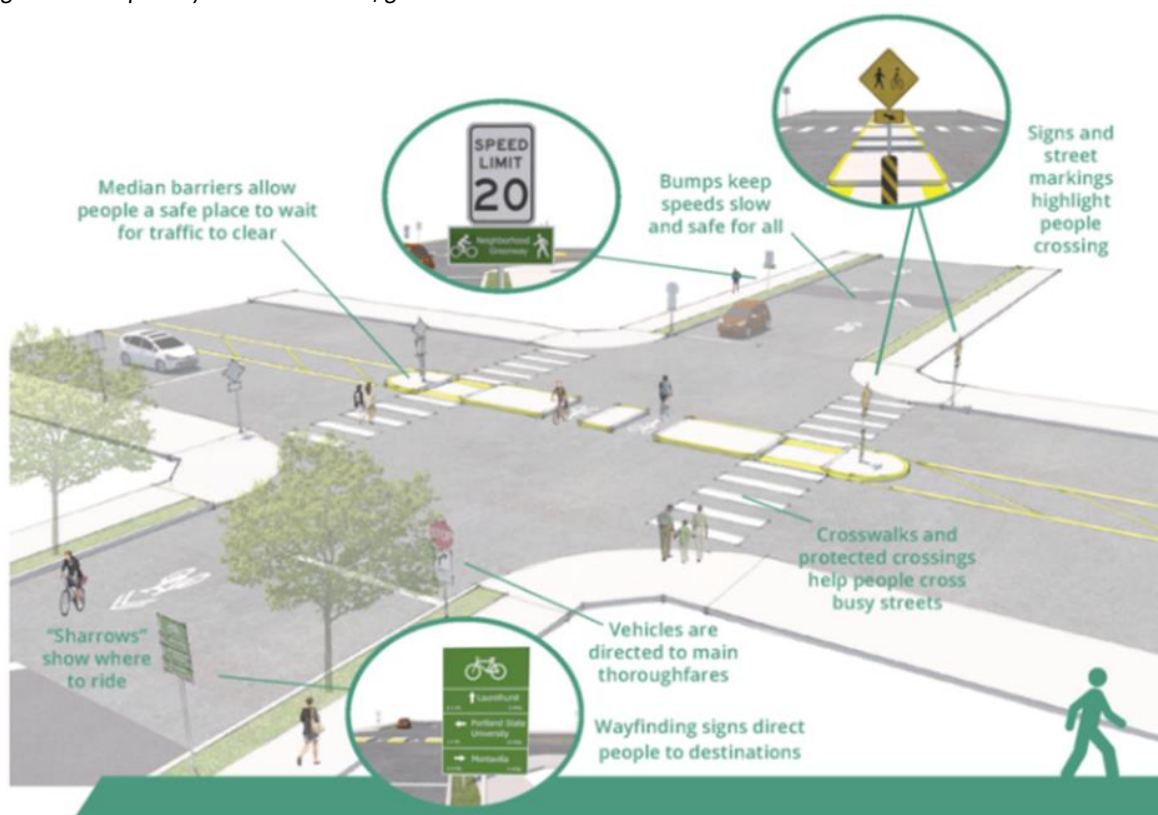 SPEED
LIMIT
20
Neighborhood
Greenway
Median barriers allow
people a safe place to wait
for traffic to clear
Bumps keep
speeds slow
and safe for all
Signs and
street
markings
highlight
people
crossing
Crosswalks and
protected crossings
help people cross
busy streets
"Sharrows"
show where
to ride
Vehicles are
directed to main
thoroughfares
Laurelhurst
Portland State
University
Montavilla
Wayfinding signs direct
people to destinations